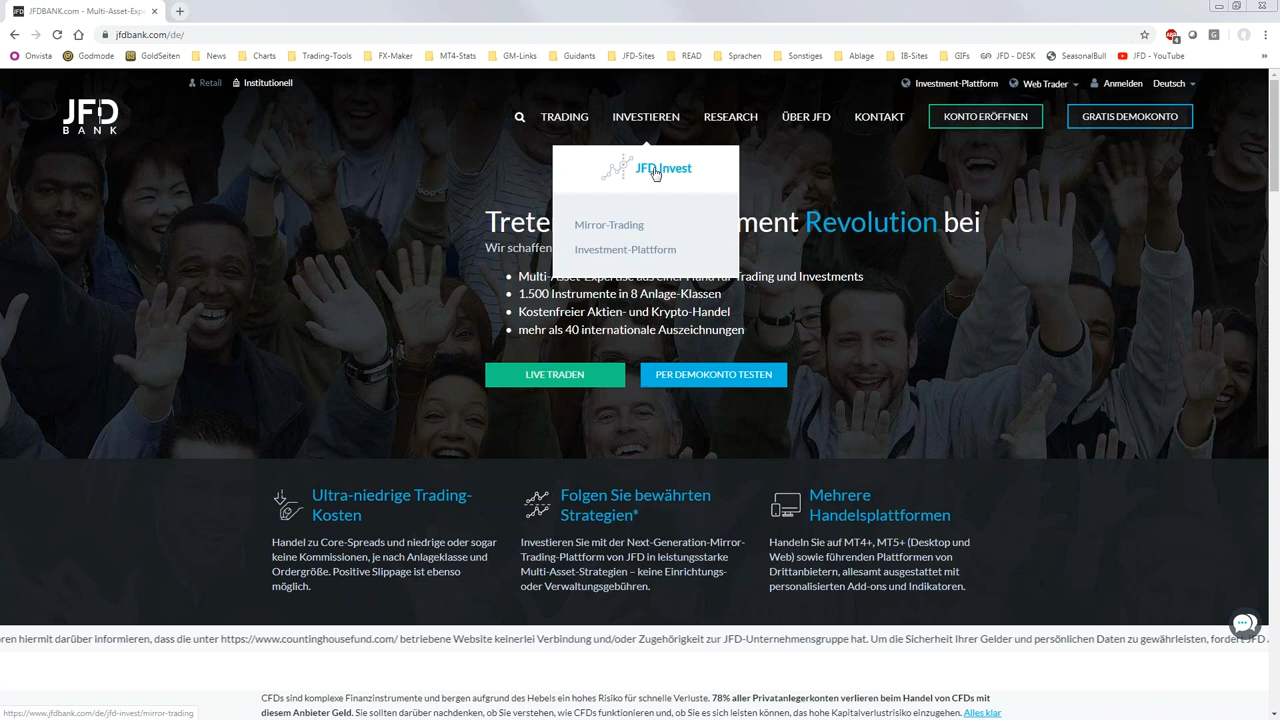 JFDBANK.com - Multi-Asset-Exp
jfdbank.com/de/
Onvista Godmode GoldSeiten News Charts Trading-Tools FX-Maker MT4-Stats GM-Links Guidants JFD-Sites READ Sprachen Sonstiges Ablage IB-Sites GIFs JFD - DESK SeasonalBull JFD - YouTube »
Retail Institutionell Investment-Plattform Web Trader Anmelden Deutsch
JFD
BANK
TRADING INVESTIEREN RESEARCH ÜBER JFD KONTAKT KONTO ERÖFFNEN GRATIS DEMOKONTO
JFD Invest
Mirror-Trading
Investment-Plattform
Trete ment Revolution bei
Wir schaffen
• Multi-Asset-Expertise aus einer Hand für Trading und Investments
• 1.500 Instrumente in 8 Anlage-Klassen
• Kostenfreier Aktien- und Krypto-Handel
• mehr als 40 internationale Auszeichnungen
LIVE TRADEN PER DEMOKONTO TESTEN
Ultra-niedrige Trading-
Kosten
Handel zu Core-Spreads und niedrige oder sogar
keine Kommissionen, je nach Anlageklasse und
Ordergröße. Positive Slippage ist ebenso
möglich.
Folgen Sie bewährten
Strategien*
Investieren Sie mit der Next-Generation-Mirror-
Trading-Plattform von JFD in leistungsstarke
Multi-Asset-Strategien – keine Einrichtungs-
oder Verwaltungsgebühren.
Mehrere
Handelsplattformen
Handeln Sie auf MT4+, MT5+ (Desktop und
Web) sowie führenden Plattformen von
Drittanbietern, allesamt ausgestattet mit
personalisierten Add-ons und Indikatoren.
oren hiermit darüber informieren, dass die unter https://www.countinghousefund.com/ betriebene Website keinerlei Verbindung und/oder Zugehörigkeit zur JFD-Unternehmensgruppe hat. Um die Sicherheit Ihrer Gelder und persönlichen Daten zu gewährleisten, fordert JFD
CFDs sind komplexe Finanzinstrumente und bergen aufgrund des Hebels ein hohes Risiko für schnelle Verluste. 78% aller Privatanlegerkonten verlieren beim Handel von CFDs mit
diesem Anbieter Geld. Sie sollten darüber nachdenken, ob Sie verstehen, wie CFDs funktionieren und, ob Sie es sich leisten können, das hohe Kapitalverlustrisiko einzugehen. Alles klar
https://www.jfdbank.com/de/jfd-invest/mirror-trading